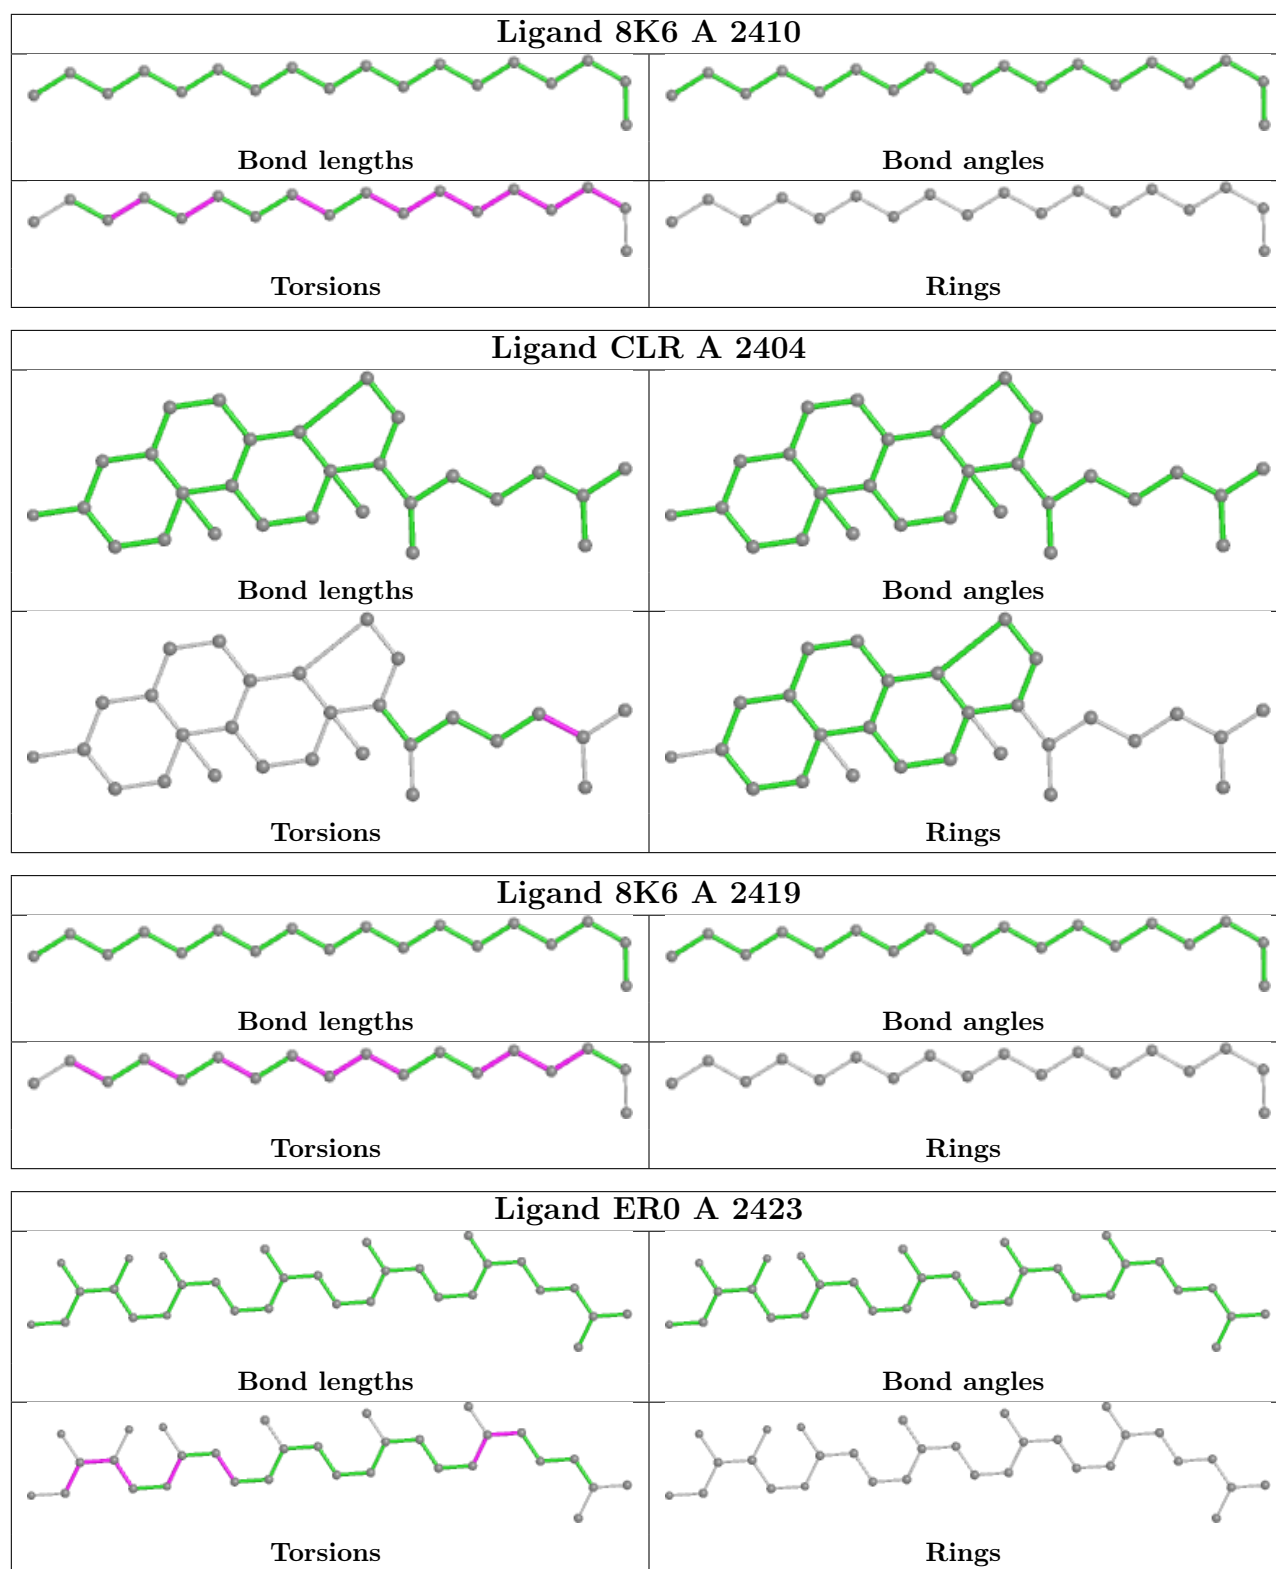 Ligand 8K6 A 2410
Bond lengths
Bond angles
Torsions
Rings
Ligand CLR A 2404
Bond lengths
Bond angles
Torsions
Rings
Ligand 8K6 A 2419
Bond lengths
Bond angles
Torsions
Rings
Ligand ER0 A 2423
Bond lengths
Bond angles
Torsions
Rings